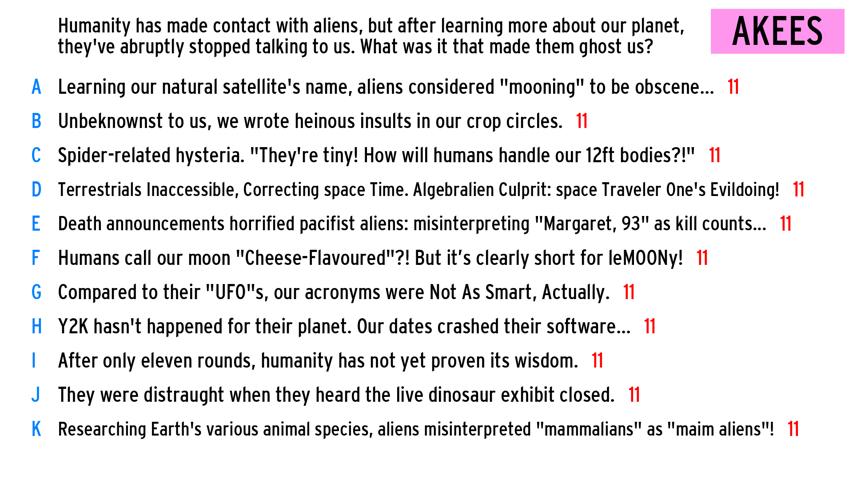 Humanity has made contact with aliens, but after learning more about our planet,
they've abruptly stopped talking to us. What was it that made them ghost us?
AKEES
A Learning our natural satellite's name, aliens considered "mooning" to be obscene... 11
B Unbeknownst to us, we wrote heinous insults in our crop circles. 11
C Spider-related hysteria. "They're tiny! How will humans handle our 12ft bodies?!" 11
D Terrestrials Inaccessible, Correcting space Time. Algebralien Culprit: space Traveler One's Evildoing! 11
E Death announcements horrified pacifist aliens: misinterpreting "Margaret, 93" as kill counts... 11
F Humans call our moon "Cheese-Flavoured"?! But it's clearly short for leMOONy! 11
G Compared to their "UFO"s, our acronyms were Not As Smart, Actually. 11
H Y2K hasn't happened for their planet. Our dates crashed their software... 11
I After only eleven rounds, humanity has not yet proven its wisdom. 11
J They were distraught when they heard the live dinosaur exhibit closed. 11
K Researching Earth's various animal species, aliens misinterpreted "mammalians" as "maim aliens"! 11